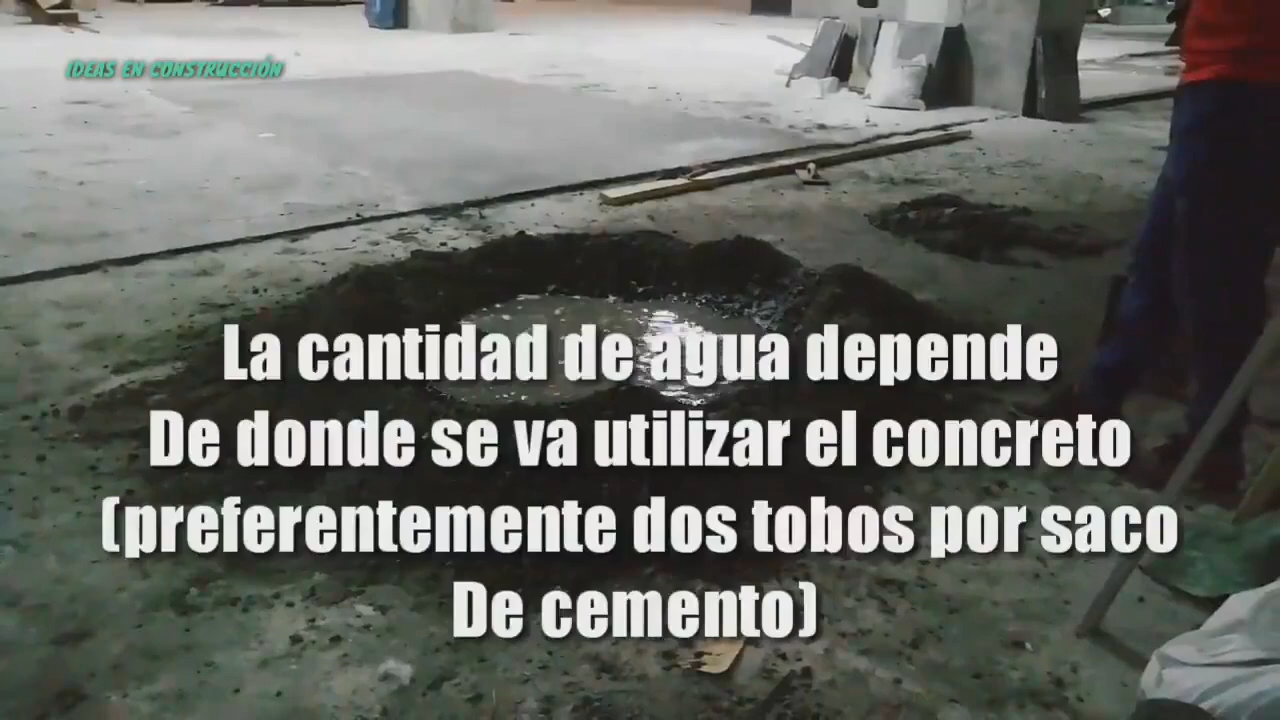 IDEAS EN CONSTRUCCIÓN
La cantidad de agua depende
De donde se va utilizar el concreto
(preferentemente dos tobos por saco
De cemento)